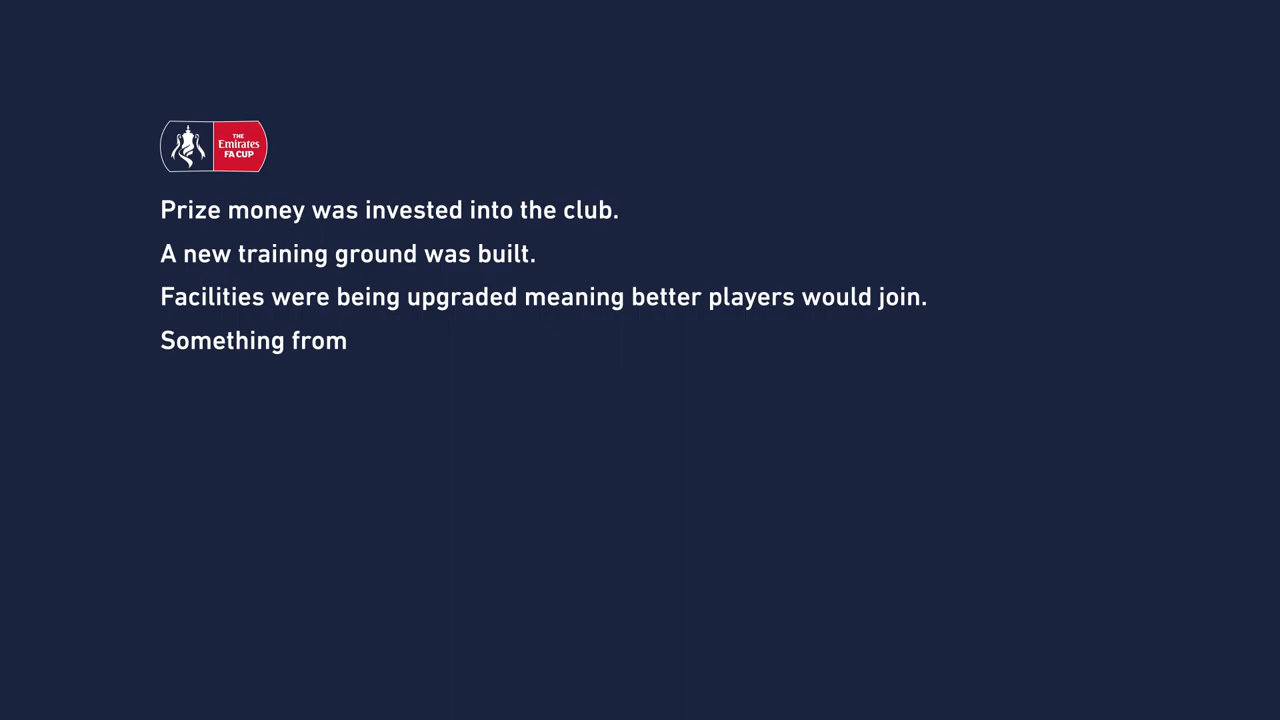 THE
Emirates
FA CUP
Prize money was invested into the club.
A new training ground was built.
Facilities were being upgraded meaning better players would join.
Something from